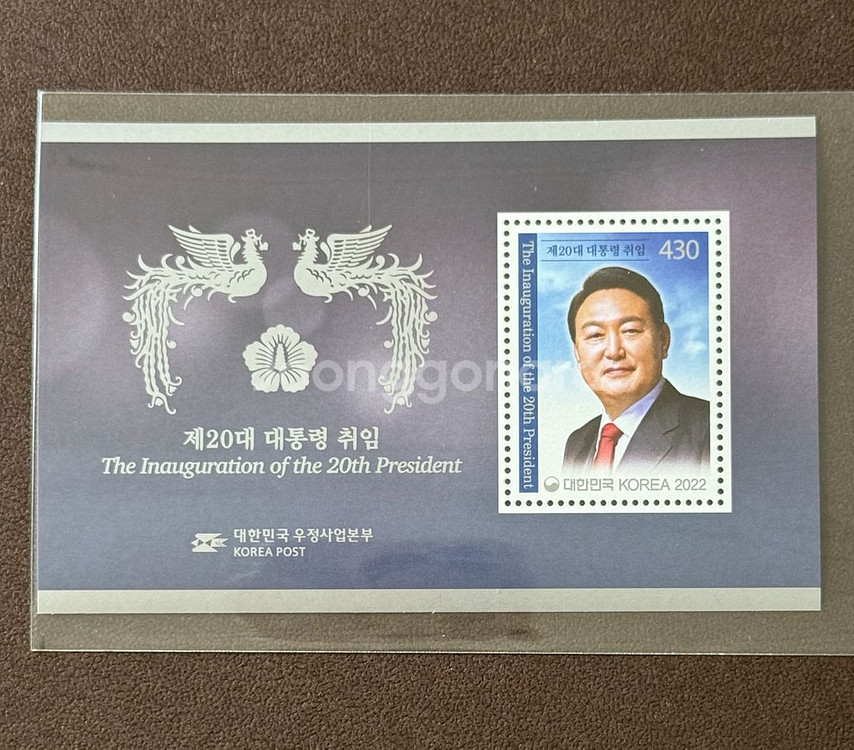 제20대 대통령 취임
The Inauguration of the 20th President
대한민국 우정사업본부
KOREA POST
제20대 대통령 취임
430
The Inauguration of the 20th President
대한민국 KOREA 2022